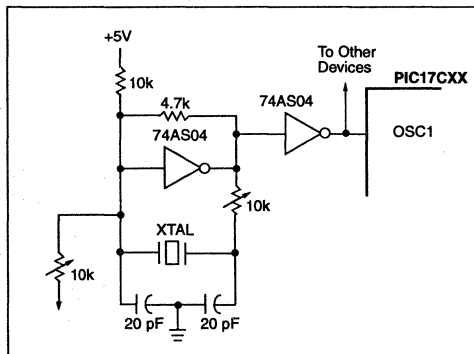 +5V
10k
4.7k
74AS04
74AS04
To Other
Devices
PIC17CXX
OSC1
10k
XTAL
10k
20 pF
20 pF